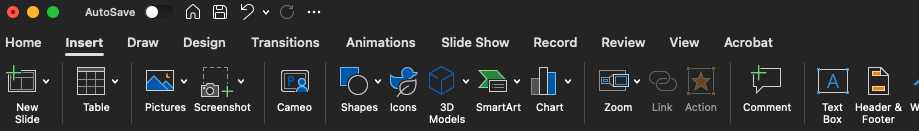 AutoSave
Home Insert Draw Design Transitions Animations Slide Show Record Review View Acrobat
New Slide Table Pictures Screenshot Cameo Shapes Icons 3D Models SmartArt Chart Zoom Link Action Comment Text Box Header & Footer